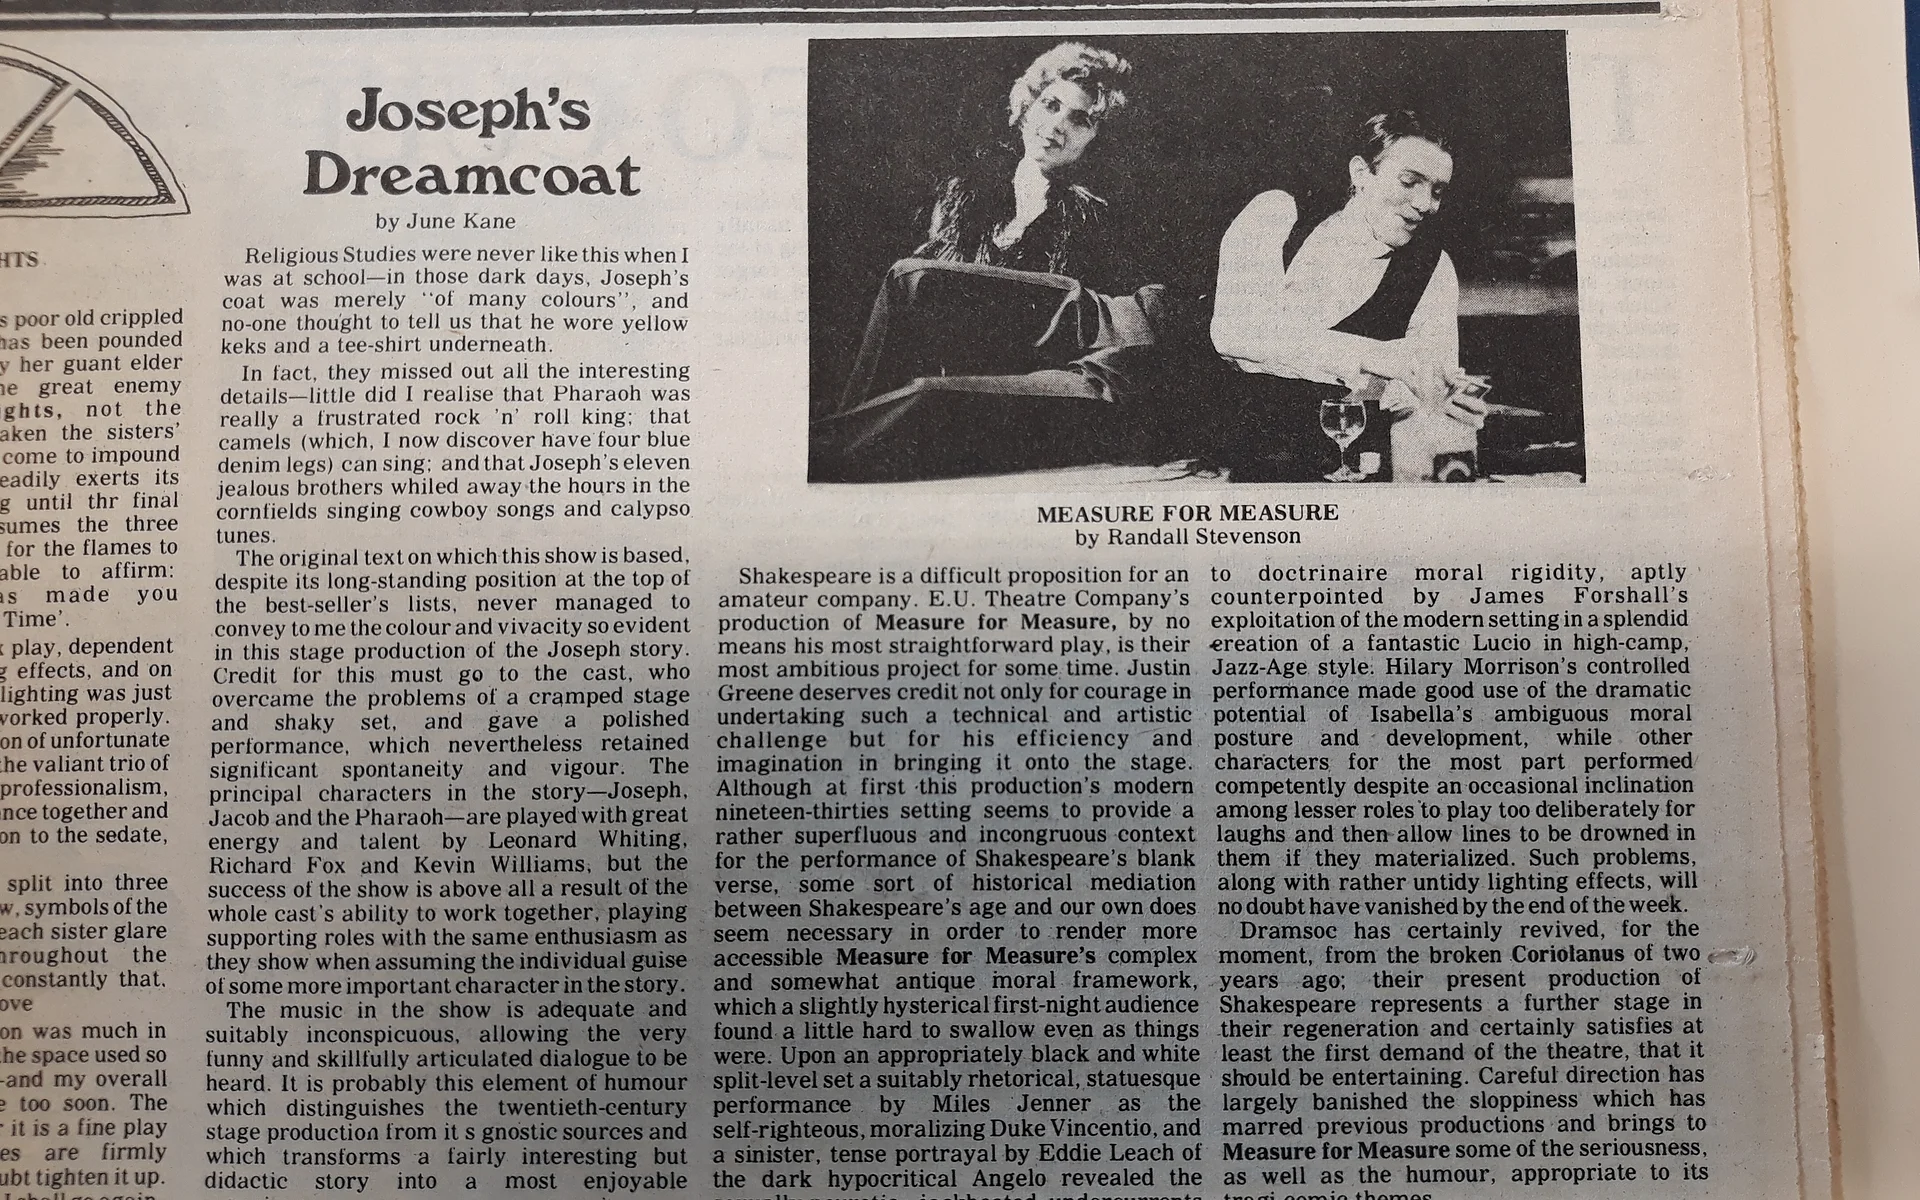 HTS
s poor old crippled
has been pounded
y her guant elder
great enemy
ghts, not the
aken the sisters'
come to impound
eadily exerts its
g until thr final
sumes the three
for the flames to
able to affirm:
as made you
Time'.
play, dependent
g effects, and on
lighting was just
worked properly.
on of unfortunate
the valiant trio of
professionalism,
nce together and
on to the sedate,
split into three
w, symbols of the
each sister glare
hroughout the
constantly that,
ove
on was much in
the space used so
-and my overall
e too soon. The
it is a fine play
es are firmly
ubt tighten it up.
Joseph's
Dreamcoat
by June Kane
Religious Studies were never like this when I
was at school—in those dark days, Joseph's
coat was merely "of many colours", and
no-one thought to tell us that he wore yellow
keks and a tee-shirt underneath.
In fact, they missed out all the interesting
details—little did I realise that Pharaoh was
really a frustrated rock 'n' roll king; that
camels (which, I now discover have four blue
denim legs) can sing; and that Joseph's eleven
jealous brothers whiled away the hours in the
cornfields singing cowboy songs and calypso
tunes.
The original text on which this show is based,
despite its long-standing position at the top of
the best-seller's lists, never managed to
convey to me the colour and vivacity so evident
in this stage production of the Joseph story.
Credit for this must go to the cast, who
overcame the problems of a cramped stage
and shaky set, and gave a polished
performance, which nevertheless retained
significant spontaneity and vigour. The
principal characters in the story—Joseph,
Jacob and the Pharaoh—are played with great
energy and talent by Leonard Whiting,
Richard Fox and Kevin Williams, but the
success of the show is above all a result of the
whole cast's ability to work together, playing
supporting roles with the same enthusiasm as
they show when assuming the individual guise
of some more important character in the story.
The music in the show is adequate and
suitably inconspicuous, allowing the very
funny and skillfully articulated dialogue to be
heard. It is probably this element of humour
which distinguishes the twentieth-century
stage production from it s gnostic sources and
which transforms a fairly interesting but
didactic story into a most enjoyable
MEASURE FOR MEASURE
by Randall Stevenson
Shakespeare is a difficult proposition for an
amateur company. E.U. Theatre Company's
production of Measure for Measure, by no
means his most straightforward play, is their
most ambitious project for some time. Justin
Greene deserves credit not only for courage in
undertaking such a technical and artistic
challenge but for his efficiency and
imagination in bringing it onto the stage.
Although at first this production's modern
nineteen-thirties setting seems to provide a
rather superfluous and incongruous context
for the performance of Shakespeare's blank
verse, some sort of historical mediation
between Shakespeare's age and our own does
seem necessary in order to render more
accessible Measure for Measure's complex
and somewhat antique moral framework,
which a slightly hysterical first-night audience
found a little hard to swallow even as things
were. Upon an appropriately black and white
split-level set a suitably rhetorical, statuesque
performance by Miles Jenner as the
self-righteous, moralizing Duke Vincentio, and
a sinister, tense portrayal by Eddie Leach of
the dark hypocritical Angelo revealed the
to doctrinaire moral rigidity, aptly
counterpointed by James Forshall's
exploitation of the modern setting in a splendid
creation of a fantastic Lucio in high-camp,
Jazz-Age style. Hilary Morrison's controlled
performance made good use of the dramatic
potential of Isabella's ambiguous moral
posture and development, while other
characters for the most part performed
competently despite an occasional inclination
among lesser roles to play too deliberately for
laughs and then allow lines to be drowned in
them if they materialized. Such problems,
along with rather untidy lighting effects, will
no doubt have vanished by the end of the week.
Dramsoc has certainly revived, for the
moment, from the broken Coriolanus of two
years ago; their present production of
Shakespeare represents a further stage in
their regeneration and certainly satisfies at
least the first demand of the theatre, that it
should be entertaining. Careful direction has
largely banished the sloppiness which has
marred previous productions and brings to
Measure for Measure some of the seriousness,
as well as the humour, appropriate to its